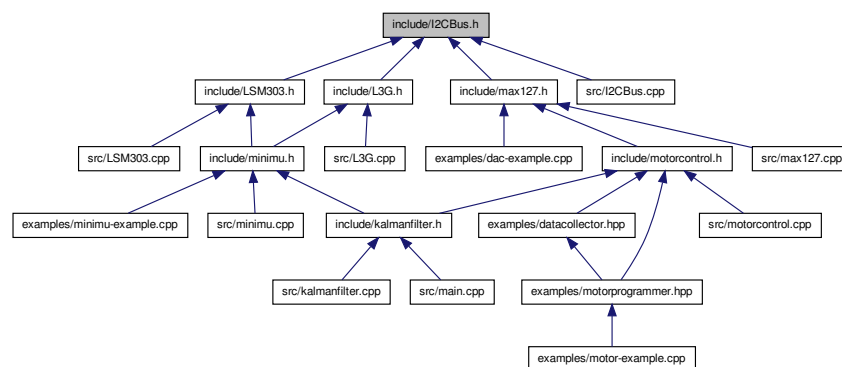 include/I2CBus.h
include/LSM303.h
include/L3G.h
include/max127.h
src/I2CBus.cpp
src/LSM303.cpp
include/minimu.h
src/L3G.cpp
examples/dac-example.cpp
include/motorcontrol.h
src/max127.cpp
examples/minimu-example.cpp
src/minimu.cpp
include/kalmanfilter.h
examples/datacollector.hpp
src/motorcontrol.cpp
src/kalmanfilter.cpp
src/main.cpp
examples/motorprogrammer.hpp
examples/motor-example.cpp